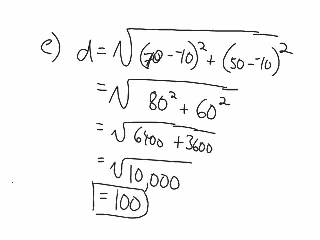 e) d = √(70 - -10)² + (50 - -10)²
= √80² + 60²
= √6400 + 3600
= √10,000
= 100